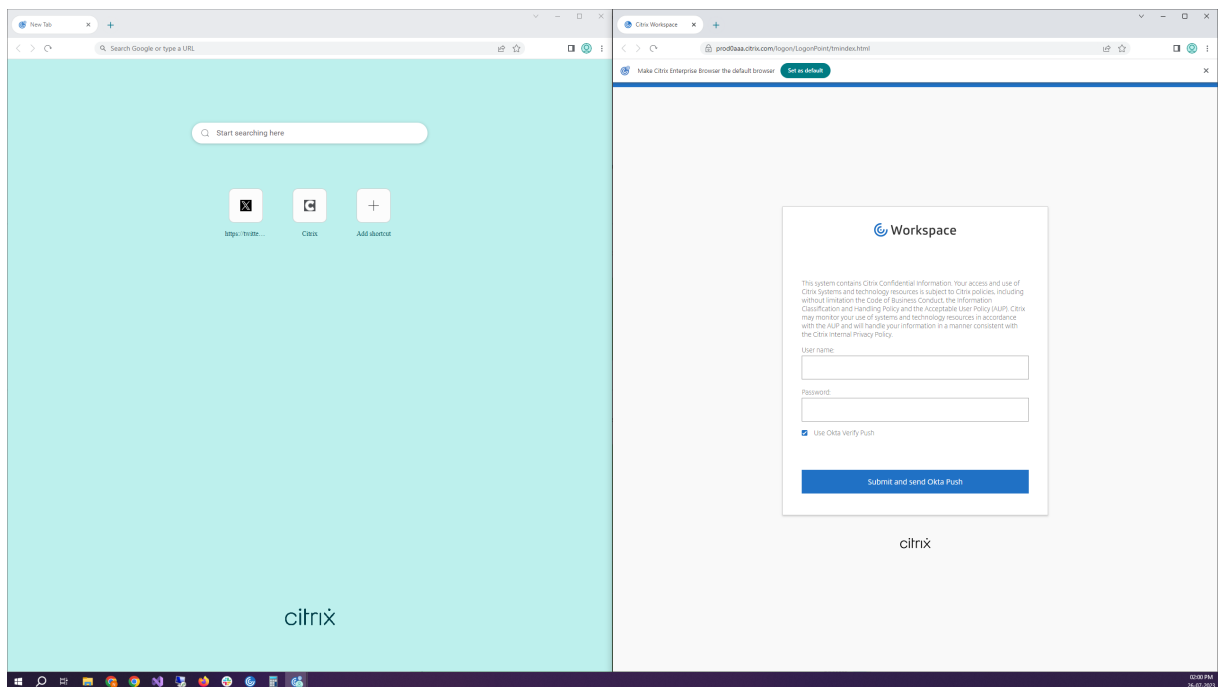 New Tab
Search Google or type a URL
Start searching here
https://twitte...
Citrix
Add shortcut
citrix
Citrix Workspace
prod0aaa.citrix.com/logon/LogonPoint/tmindex.html
Make Citrix Enterprise Browser the default browser
Set as default
Workspace
This system contains Citrix Confidential Information. Your access and use of
Citrix Systems and technology resources is subject to Citrix policies, including
without limitation the Code of Business Conduct, the Information
Classification and Handling Policy and the Acceptable User Policy (AUP). Citrix
may monitor your use of systems and technology resources in accordance
with the AUP and will handle your information in a manner consistent with
the Citrix Internal Privacy Policy.
User name:
Password:
Use Okta Verify Push
Submit and send Okta Push
citrix
02:00 PM
26-07-2023